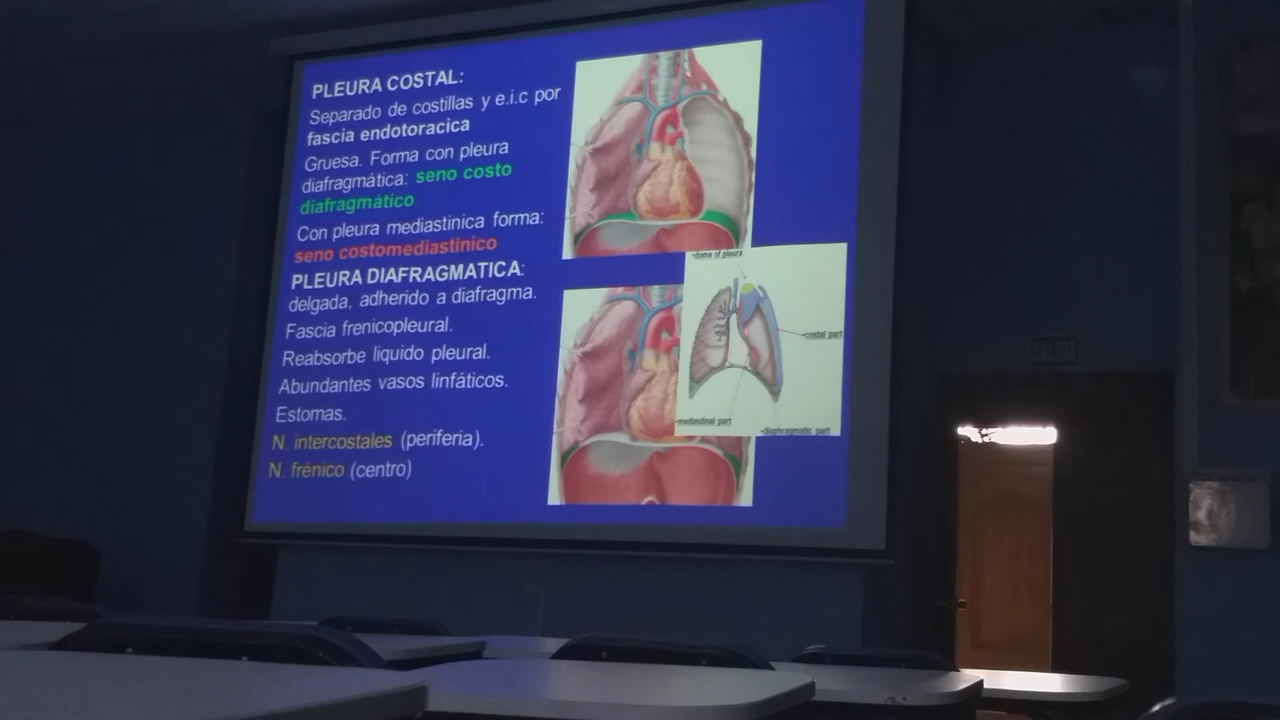 PLEURA COSTAL:
Separado de costillas y e.i.c por
fascia endotoracica
Gruesa. Forma con pleura
diafragmática: seno costo
diafragmático
Con pleura mediastinica forma:
seno costomediastinico
PLEURA DIAFRAGMATICA:
delgada, adherido a diafragma.
Fascia frenicopleural.
Reabsorbe liquido pleural.
Abundantes vasos linfáticos.
Estomas.
N. intercostales (periferia).
N. frénico (centro)
dome of pleura
costal part
mediastinal part
diaphragmatic part
SALIDA